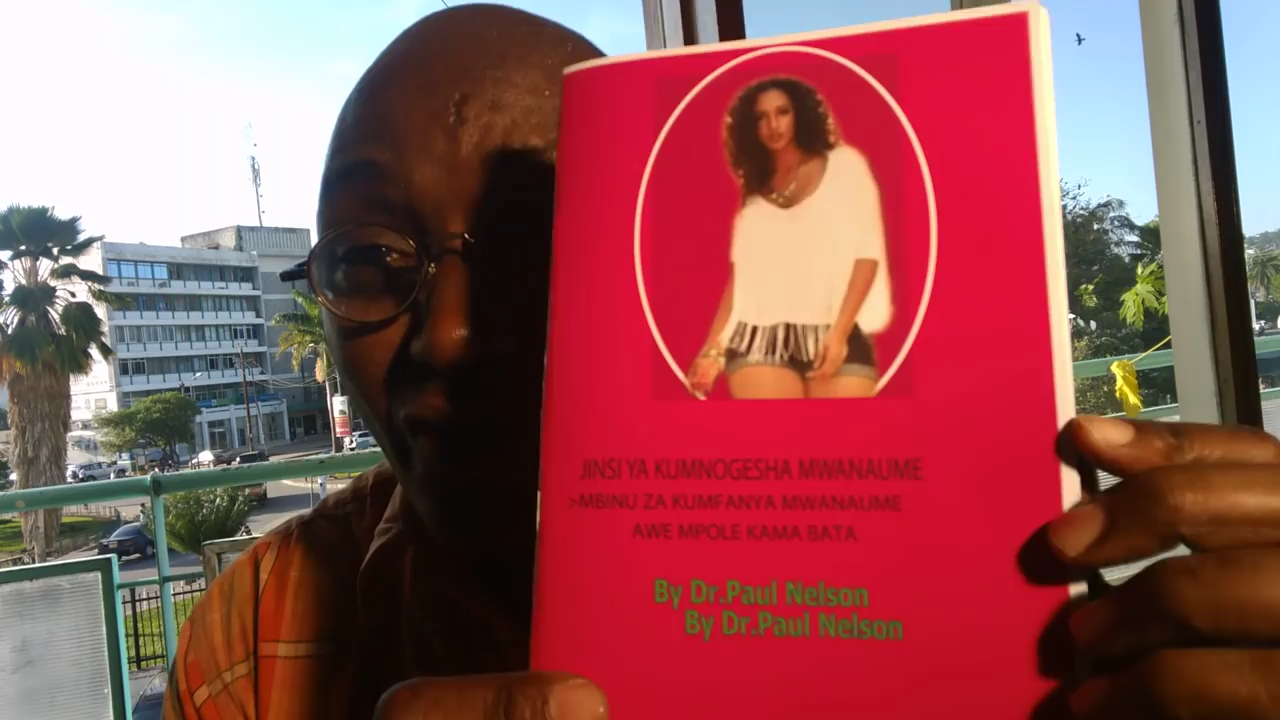 JINSI YA KUMNOGESHA MWANAUME
>MBINU ZA KUMFANYA MWANAUME
AWE MPOLE KAMA BATA
By Dr.Paul Nelson
By Dr.Paul Nelson